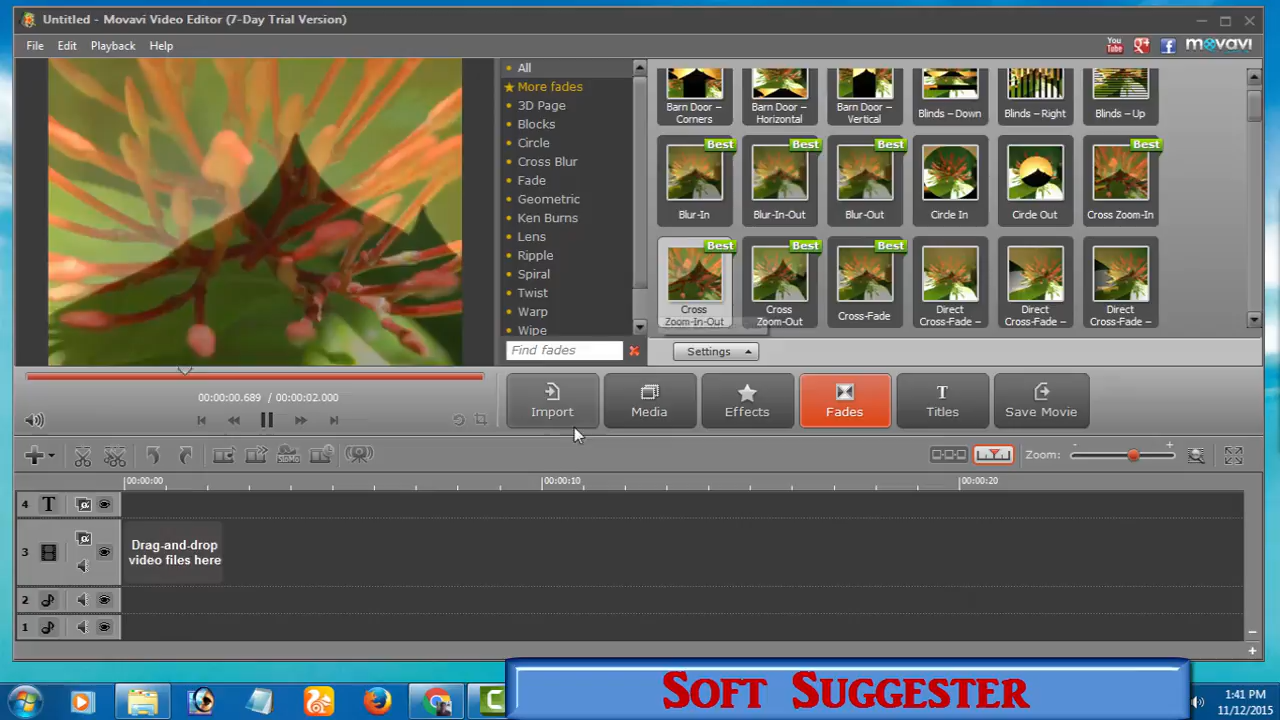 Untitled - Movavi Video Editor (7-Day Trial Version)
File Edit Playback Help
You Tube
movavi
All
More fades
3D Page
Blocks
Circle
Cross Blur
Fade
Geometric
Ken Burns
Lens
Ripple
Spiral
Twist
Warp
Wipe
Find fades
Barn Door – Corners
Barn Door – Horizontal
Barn Door – Vertical
Blinds – Down
Blinds – Right
Blinds – Up
Best Best Best Best
Blur-In Blur-In-Out Blur-Out Circle In Circle Out Cross Zoom-In
Best Best Best
Cross Zoom-In-Out
Cross Zoom-Out
Cross-Fade
Direct Cross-Fade –
Direct Cross-Fade –
Direct Cross-Fade –
Settings
00:00:00.689 / 00:00:02.000
Import Media Effects Fades Titles Save Movie
Zoom: - +
00:00:00 00:00:10 00:00:20
4 T
3
Drag-and-drop
video files here
2
1
Soft Suggester
1:41 PM
11/12/2015